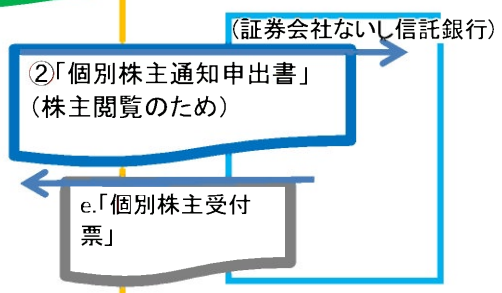 (証券会社ないし信託銀行)
②「個別株主通知申出書」
(株主閲覧のため)
e.「個別株主受付
票」